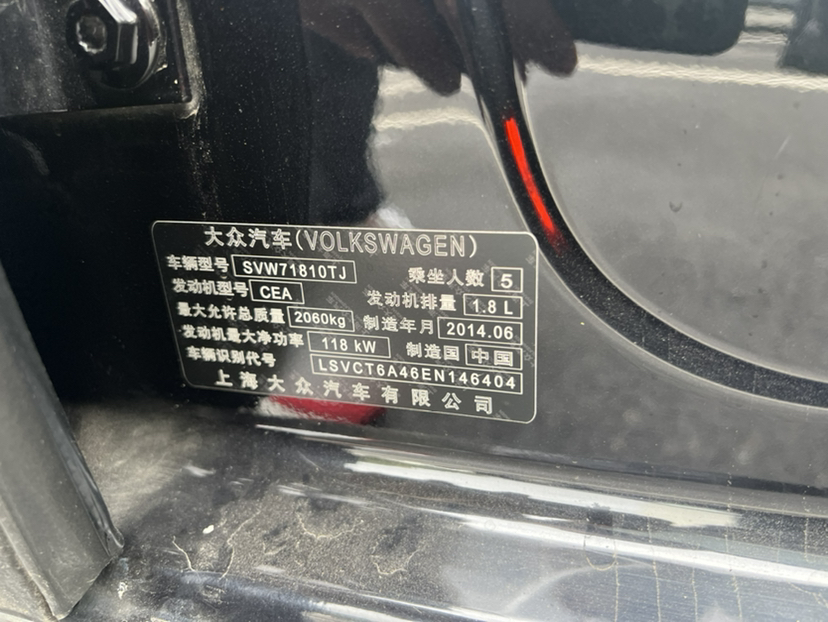 大众汽车(VOLKSWAGEN)
车辆型号 SVW71810TJ 乘坐人数 5
发动机型号 CEA 发动机排量 1.8 L
最大允许总质量 2060kg 制造年月 2014.06
发动机最大净功率 118 kW 制造国 中国
车辆识别代号 LSVCT6A46EN146404
上海大众汽车有限公司